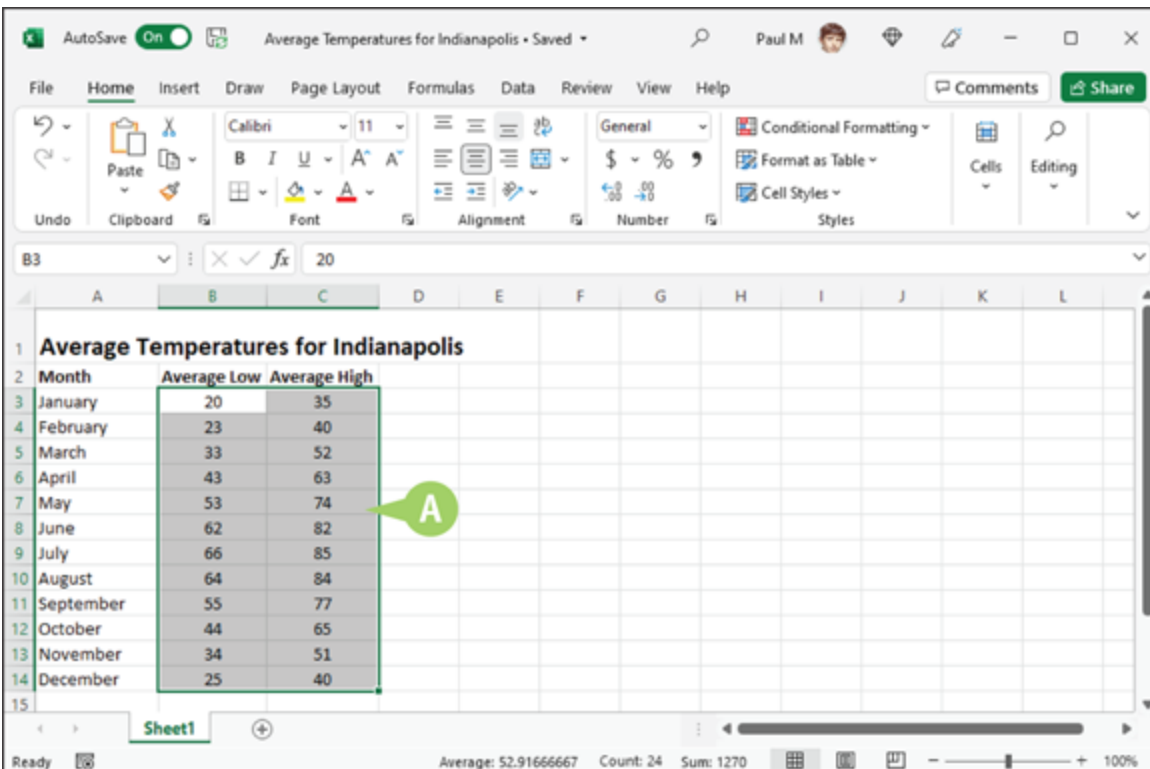 AutoSave On Average Temperatures for Indianapolis • Saved Paul M
File Home Insert Draw Page Layout Formulas Data Review View Help Comments Share
Calibri 11 General Conditional Formatting
Paste B I U A A $ % 9 Format as Table Cells Editing
A Cell Styles
Undo Clipboard Font Alignment Number Styles
B3 fx 20
A B C D E F G H I J K L
1 Average Temperatures for Indianapolis
2 Month Average Low Average High
3 January 20 35
4 February 23 40
5 March 33 52
6 April 43 63
7 May 53 74
A
8 June 62 82
9 July 66 85
10 August 64 84
11 September 55 77
12 October 44 65
13 November 34 51
14 December 25 40
15
Sheet1
Ready Average: 52.91666667 Count: 24 Sum: 1270 - + 100%